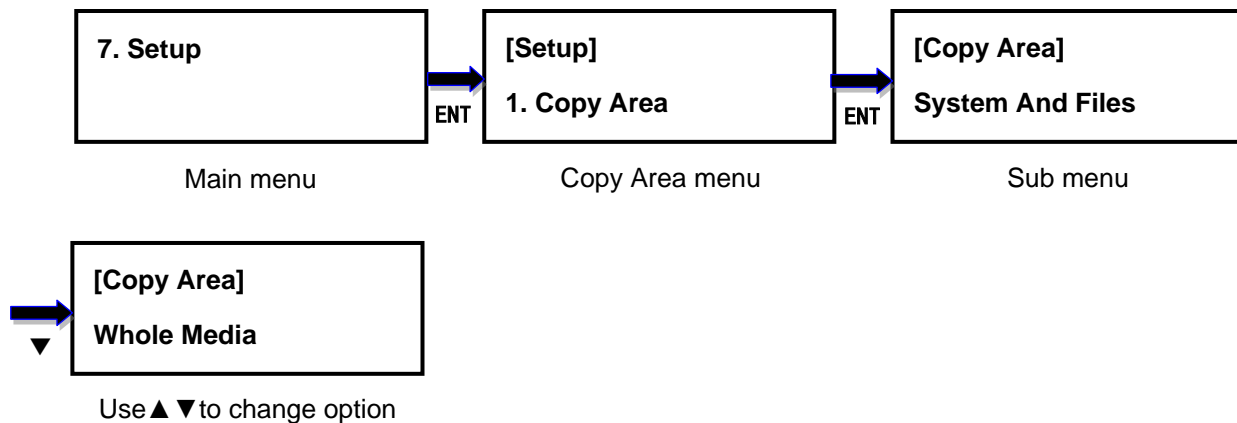 7. Setup
ENT
[Setup]
1. Copy Area
ENT
[Copy Area]
System And Files
Main menu
Copy Area menu
Sub menu
▼
[Copy Area]
Whole Media
Use▲ ▼to change option